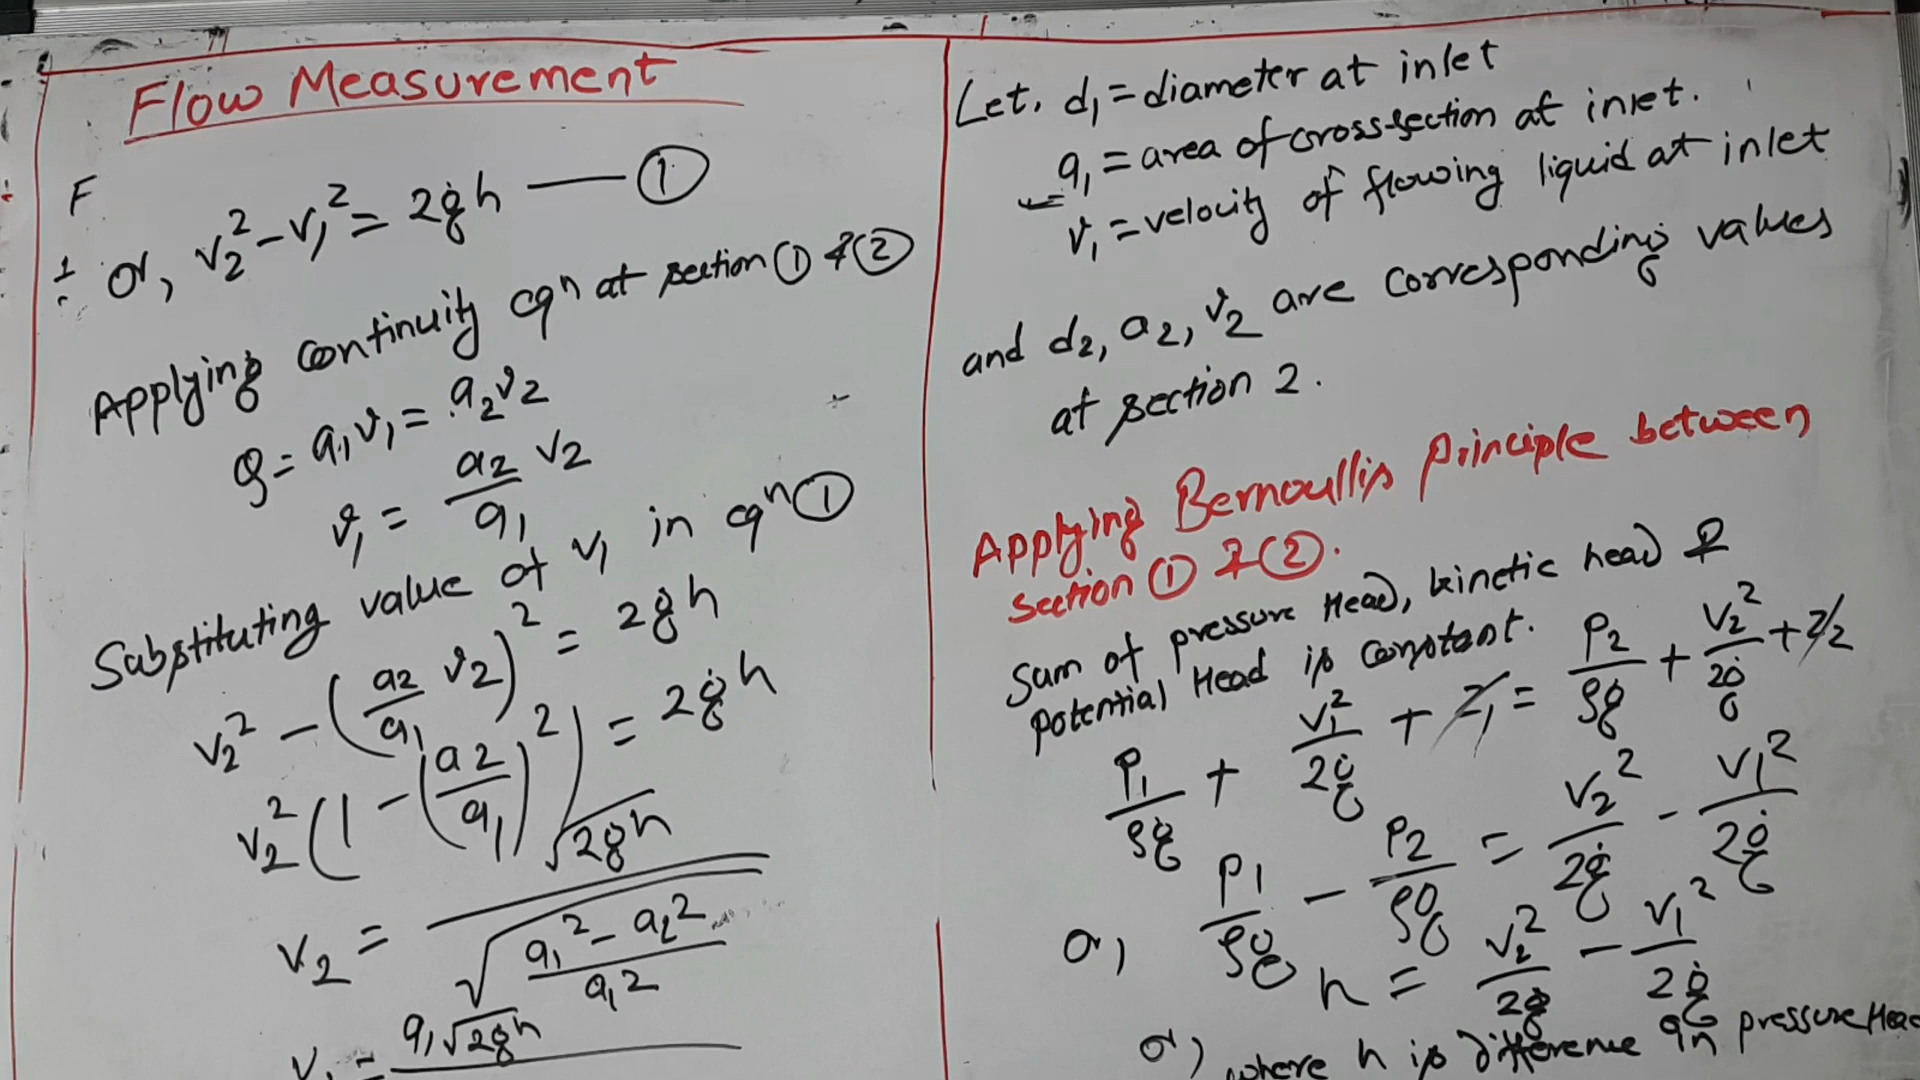 Flow Measurement
F
or, v₂² - v₁² = 2gh — ①
Applying continuity eqⁿ at section ① & ②
Q = a₁v₁ = a₂v₂
v₁ = a₂/a₁ v₂
Substituting value of v₁ in eqⁿ ①
v₂² - (a₂/a₁ v₂)² = 2gh
v₂² (1 - (a₂/a₁)²) = 2gh
v₂ = √2gh / √((a₁² - a₂²)/a₁²)
a₁√2gh
Let, d₁ = diameter at inlet
a₁ = area of cross-section at inlet.
v₁ = velocity of flowing liquid at inlet
and d₂, a₂, v₂ are corresponding values
at section 2.
Applying Bernoullis principle between
Section ① & ②.
Sum of pressure Head, kinetic head &
potential Head is constant.
P₁/ρg + v₁²/2g + z₁ = P₂/ρg + v₂²/2g + z₂
or, P₁/ρg - P₂/ρg = v₂²/2g - v₁²/2g
h = v₂²/2g - v₁²/2g
or, where h is difference in pressure Head